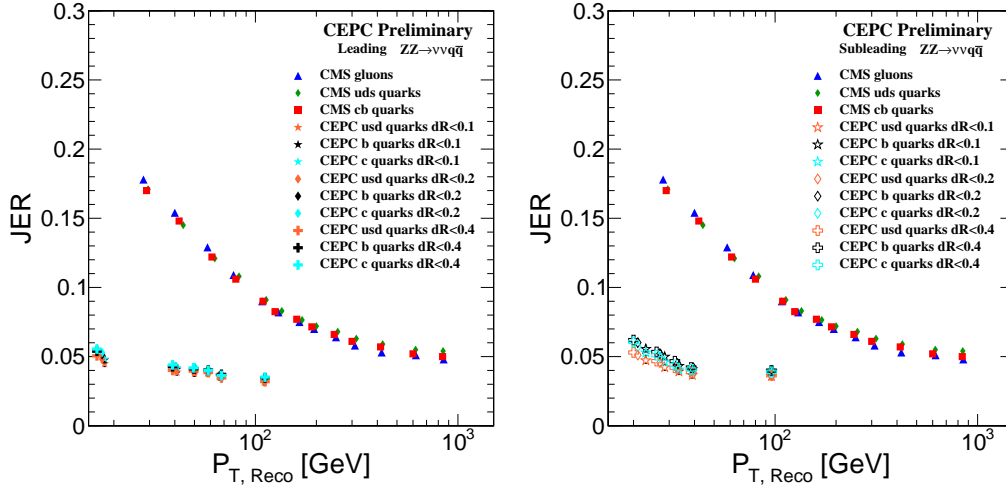 CEPC Preliminary
Leading ZZ→ννqq̅
CMS gluons
CMS uds quarks
CMS cb quarks
CEPC usd quarks dR<0.1
CEPC b quarks dR<0.1
CEPC c quarks dR<0.1
CEPC usd quarks dR<0.2
CEPC b quarks dR<0.2
CEPC c quarks dR<0.2
CEPC usd quarks dR<0.4
CEPC b quarks dR<0.4
CEPC c quarks dR<0.4
0.3
0.25
0.2
0.15
0.1
0.05
0
JER
10² 10³
P_T, Reco [GeV]
CEPC Preliminary
Subleading ZZ→ννqq̅
CMS gluons
CMS uds quarks
CMS cb quarks
CEPC usd quarks dR<0.1
CEPC b quarks dR<0.1
CEPC c quarks dR<0.1
CEPC usd quarks dR<0.2
CEPC b quarks dR<0.2
CEPC c quarks dR<0.2
CEPC usd quarks dR<0.4
CEPC b quarks dR<0.4
CEPC c quarks dR<0.4
0.3
0.25
0.2
0.15
0.1
0.05
0
JER
10² 10³
P_T, Reco [GeV]